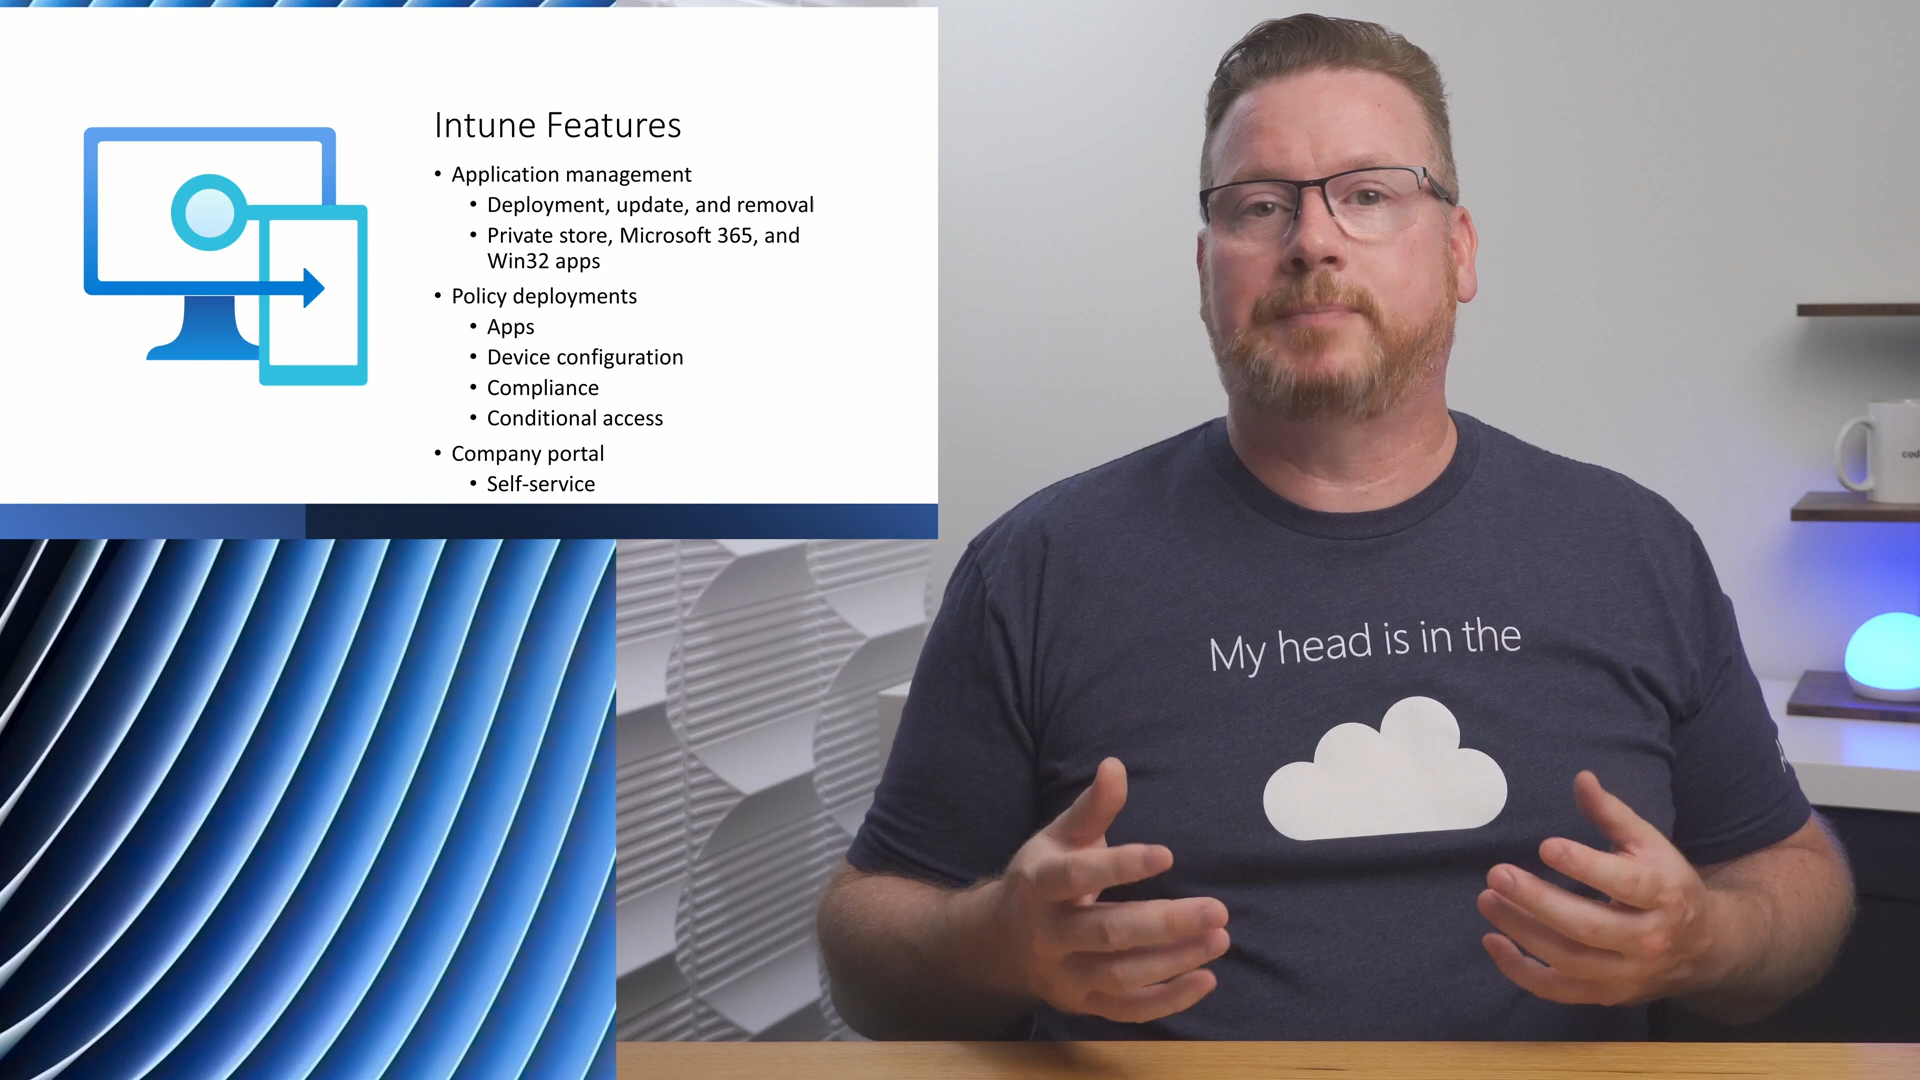 Intune Features
• Application management
• Deployment, update, and removal
• Private store, Microsoft 365, and
Win32 apps
• Policy deployments
• Apps
• Device configuration
• Compliance
• Conditional access
• Company portal
• Self-service
My head is in the